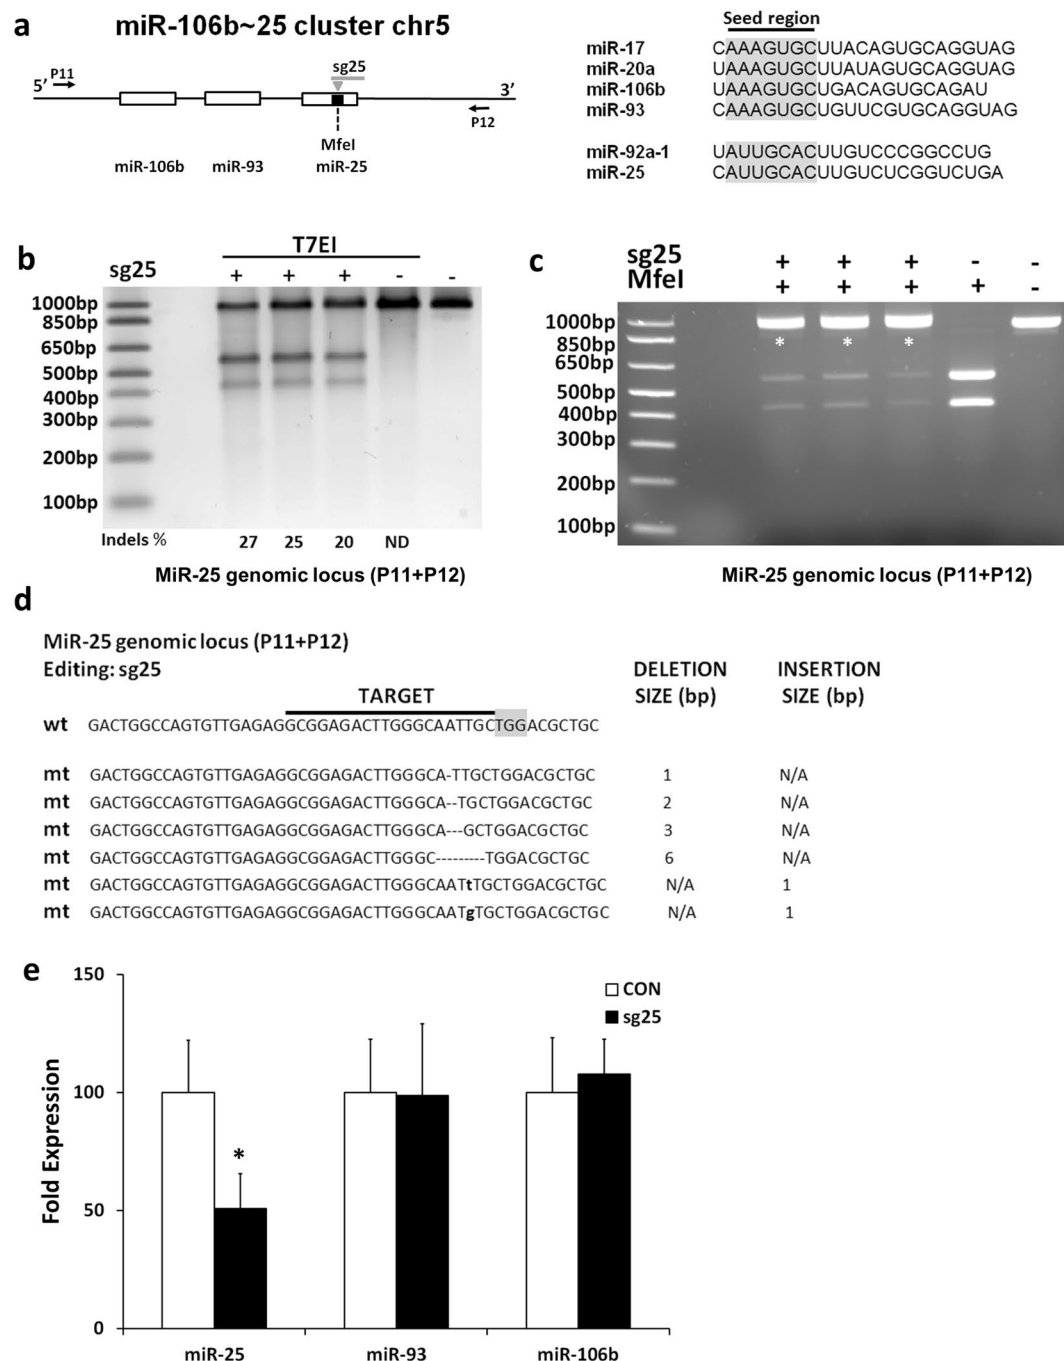 a
miR-106b~25 cluster chr5
5’
P11
sg25
3’
P12
MfeI
miR-106b
miR-93
miR-25
Seed region
miR-17 CAAAGUGCUUACAGUGCAGGUAG
miR-20a UAAAGUGCUUAUAGUGCAGGUAG
miR-106b UAAAGUGCUGACAGUGCAGAU
miR-93 CAAAGUGCUGUUCGUGCAGGUAG
miR-92a-1 UAUUGCACUUGUCCCGGCCUG
miR-25 CAUUGCACUUGUCUCGGUCUGA
b
T7EI
sg25 + + + - -
1000bp
850bp
650bp
500bp
400bp
300bp
200bp
100bp
Indels % 27 25 20 ND
MiR-25 genomic locus (P11+P12)
c
sg25 + + + - -
MfeI + + + + -
1000bp
850bp * * *
650bp
500bp
400bp
300bp
200bp
100bp
MiR-25 genomic locus (P11+P12)
d
MiR-25 genomic locus (P11+P12)
Editing: sg25
DELETION SIZE (bp)
INSERTION SIZE (bp)
TARGET
wt GACTGGCCAGTGTTGAGAGGCGGAGACTTGGGCAATTGCTGGACGCTGC
mt GACTGGCCAGTGTTGAGAGGCGGAGACTTGGGCA-TTGCTGGACGCTGC 1 N/A
mt GACTGGCCAGTGTTGAGAGGCGGAGACTTGGGCA--TGCTGGACGCTGC 2 N/A
mt GACTGGCCAGTGTTGAGAGGCGGAGACTTGGGCA---GCTGGACGCTGC 3 N/A
mt GACTGGCCAGTGTTGAGAGGCGGAGACTTGGGC---------TGGACGCTGC 6 N/A
mt GACTGGCCAGTGTTGAGAGGCGGAGACTTGGGCAATtTGCTGGACGCTGC N/A 1
mt GACTGGCCAGTGTTGAGAGGCGGAGACTTGGGCAATgTGCTGGACGCTGC N/A 1
e
Fold Expression
150
100
50
0
CON
sg25
*
miR-25
miR-93
miR-106b